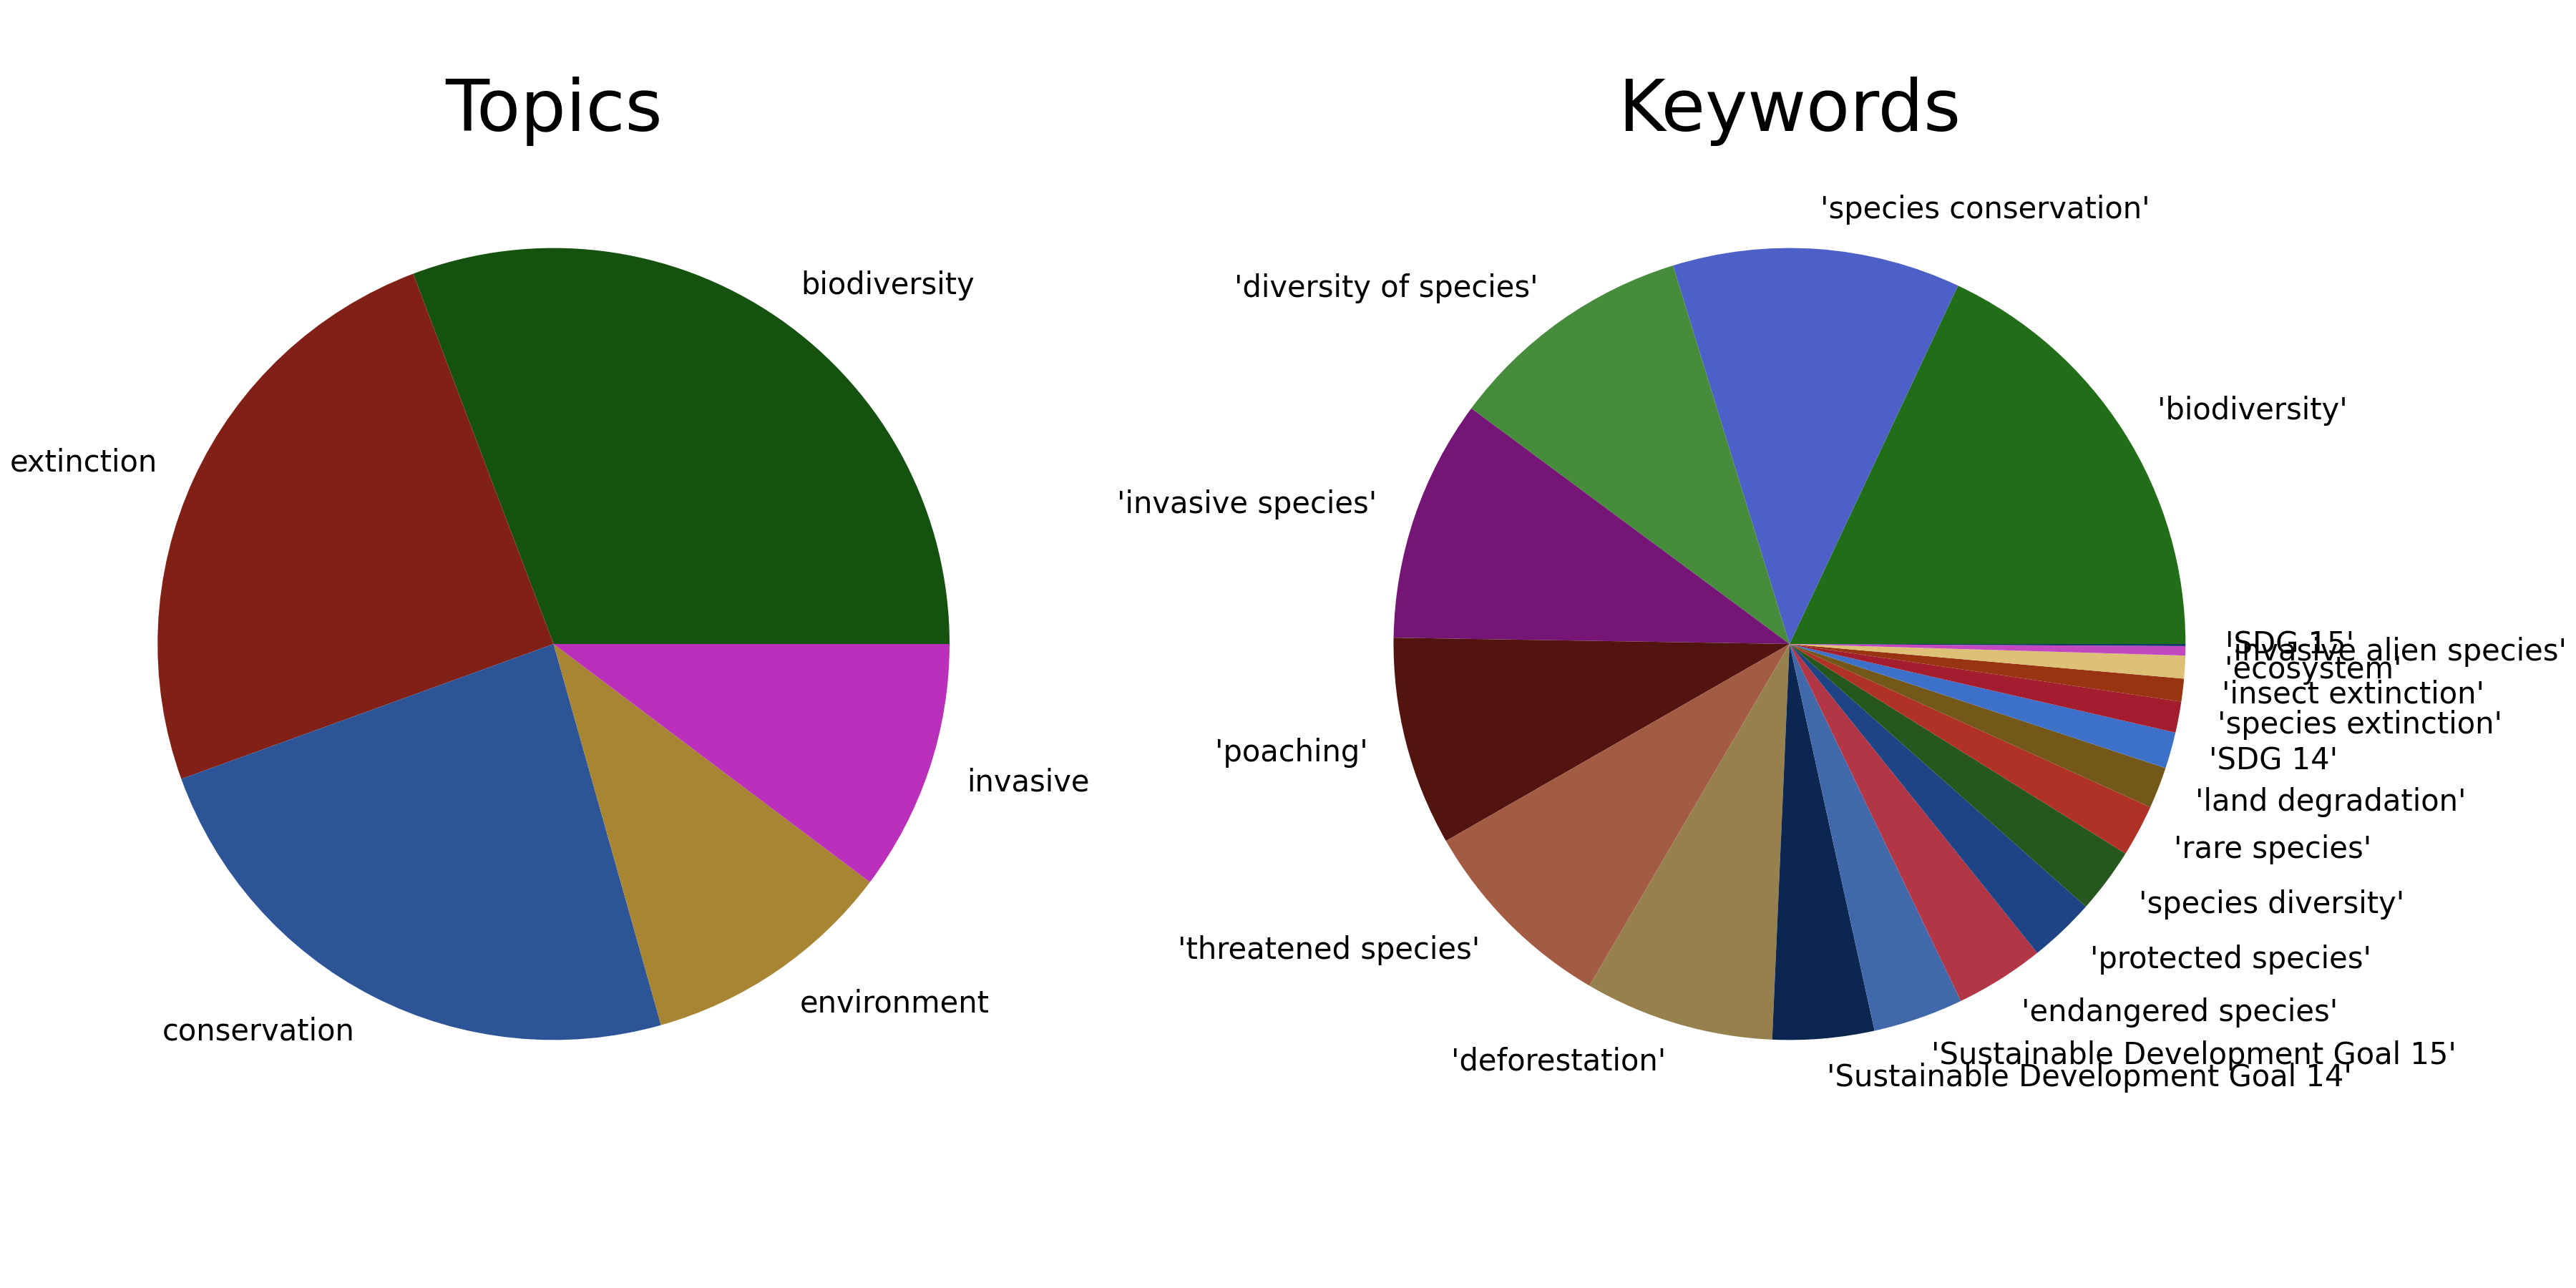 Topics
biodiversity
extinction
conservation
environment
invasive
Keywords
'species conservation'
'diversity of species'
'biodiversity'
'invasive species'
'poaching'
'threatened species'
'deforestation'
'Sustainable Development Goal 14'
'Sustainable Development Goal 15'
'endangered species'
'protected species'
'species diversity'
'rare species'
'land degradation'
'SDG 14'
'species extinction'
'insect extinction'
'ecosystem'
'invasive alien species'
'SDG 15'